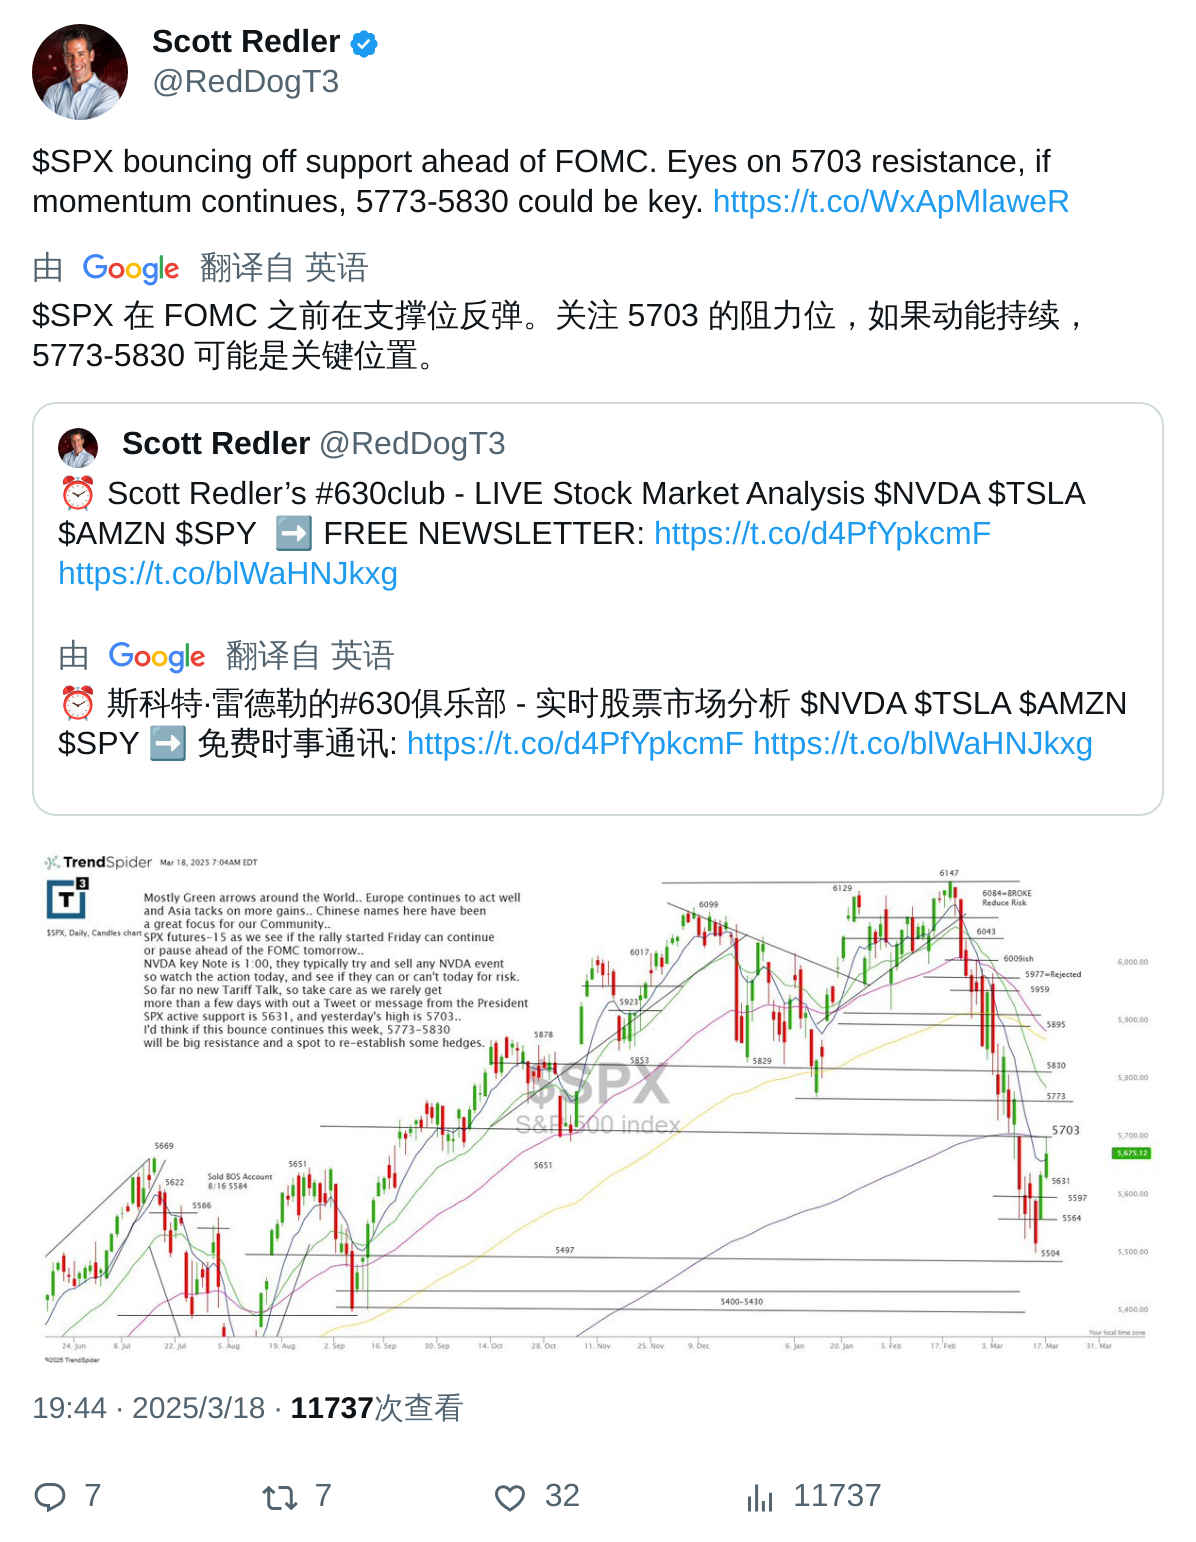 Scott Redler
@RedDogT3
$SPX bouncing off support ahead of FOMC. Eyes on 5703 resistance, if
momentum continues, 5773-5830 could be key. https://t.co/WxApMlaweR
由 Google 翻译自 英语
$SPX 在 FOMC 之前在支撑位反弹。关注 5703 的阻力位，如果动能持续，
5773-5830 可能是关键位置。
Scott Redler @RedDogT3
⏰ Scott Redler’s #630club - LIVE Stock Market Analysis $NVDA $TSLA
$AMZN $SPY ➡️ FREE NEWSLETTER: https://t.co/d4PfYpkcmF
https://t.co/blWaHNJkxg
由 Google 翻译自 英语
⏰ 斯科特·雷德勒的#630俱乐部 - 实时股票市场分析 $NVDA $TSLA $AMZN
$SPY ➡️ 免费时事通讯: https://t.co/d4PfYpkcmF https://t.co/blWaHNJkxg
TrendSpider Mar 18, 2025 7:04AM EDT
T3
$SPX, Daily, Candles chart
Mostly Green arrows around the World.. Europe continues to act well
and Asia tacks on more gains.. Chinese names here have been
a great focus for our Community..
SPX futures-15 as we see if the rally started Friday can continue
or pause ahead of the FOMC tomorrow..
NVDA key Note is 1:00, they typically try and sell any NVDA event
so watch the action today, and see if they can or can't today for risk.
So far no new Tariff Talk, so take care as we rarely get
more than a few days with out a Tweet or message from the President
SPX active support is 5631, and yesterday's high is 5703..
I'd think if this bounce continues this week, 5773-5830
will be big resistance and a spot to re-establish some hedges.
6147
6129
6084=BROKE
Reduce Risk
6099
6043
6017
6009ish
5977=Rejected
5959
5923
5895
5878
5853
5829
5830
5773
$SPX
S&P 500 index
5703
5669
5651
5651
5622
Sold BOS Account
8/16 5584
5566
5631
5597
5564
5504
5497
5400-5430
6,000.00
5,900.00
5,800.00
5,700.00
5,675.12
5,600.00
5,500.00
5,400.00
Your local time zone
24. Jun 8. Jul 22. Jul 5. Aug 19. Aug 2. Sep 16. Sep 30. Sep 14. Oct 28. Oct 11. Nov 25. Nov 9. Dec 6. Jan 20. Jan 3. Feb 17. Feb 3. Mar 17. Mar 31. Mar
©2025 TrendSpider
19:44 · 2025/3/18 · 11737次查看
7 7 32 11737